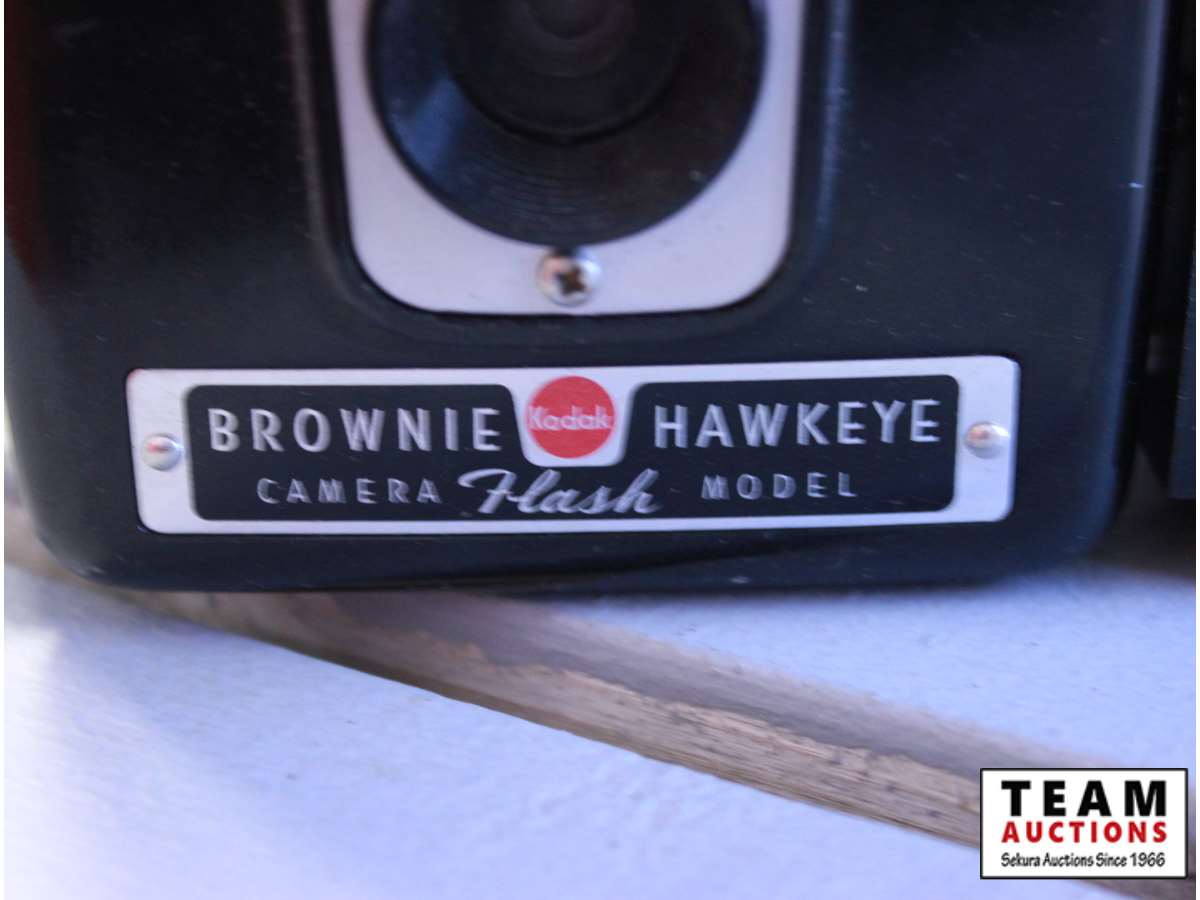 BROWNIE Kodak HAWKEYE
CAMERA Flash MODEL
TEAM
AUCTIONS
Sekura Auctions Since 1966